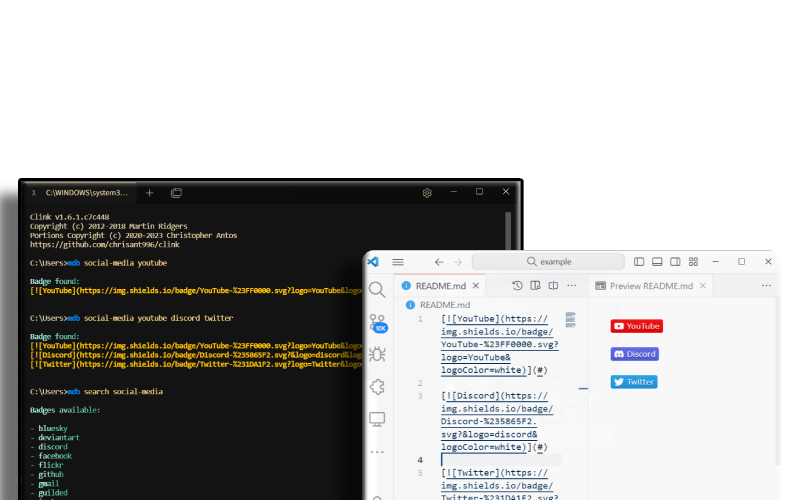 1 C:\WINDOWS\system3...
Clink v1.6.1.c7c448
Copyright (c) 2012-2018 Martin Ridgers
Portions Copyright (c) 2020-2023 Christopher Antos
https://github.com/chrisant996/clink
C:\Users>mdb social-media youtube
Badge found:
[![YouTube](https://img.shields.io/badge/YouTube-%23FF0000.svg?logo=YouTube&logo
C:\Users>mdb social-media youtube discord twitter
Badge found:
[![YouTube](https://img.shields.io/badge/YouTube-%23FF0000.svg?logo=YouTube&logo
[![Discord](https://img.shields.io/badge/Discord-%235865F2.svg?&logo=discord&log
[![Twitter](https://img.shields.io/badge/Twitter-%231DA1F2.svg?logo=Twitter&logo
C:\Users>mdb search social-media
Badges available:
- bluesky
- deviantart
- discord
- facebook
- flickr
- github
- gmail
- guilded
example
README.md
Preview README.md
README.md
10K
1 [![YouTube](https://
img.shields.io/badge/
YouTube-%23FF0000.svg?
logo=YouTube&
logoColor=white)](#)
2
3 [![Discord](https://
img.shields.io/badge/
Discord-%235865F2.
svg?&logo=discord&
logoColor=white)](#)
4
5 [![Twitter](https://
img.shields.io/badge/
Twitter-%231DA1F2.svg?
YouTube
Discord
Twitter